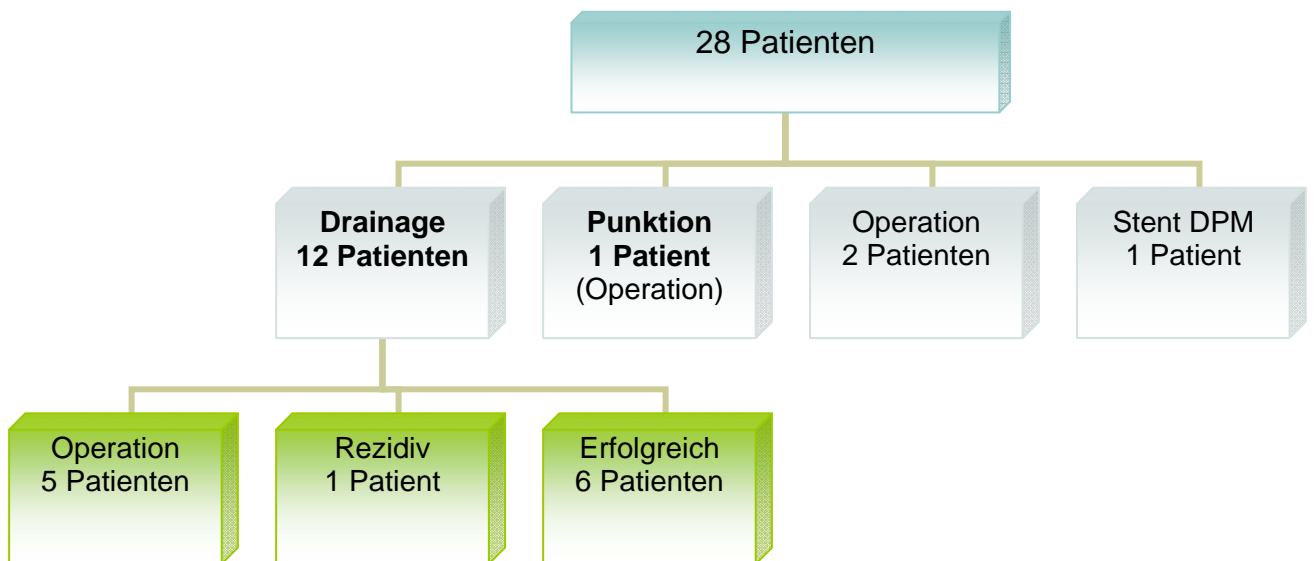 28 Patienten
Drainage
12 Patienten
Punktion
1 Patient
(Operation)
Operation
2 Patienten
Stent DPM
1 Patient
Operation
5 Patienten
Rezidiv
1 Patient
Erfolgreich
6 Patienten